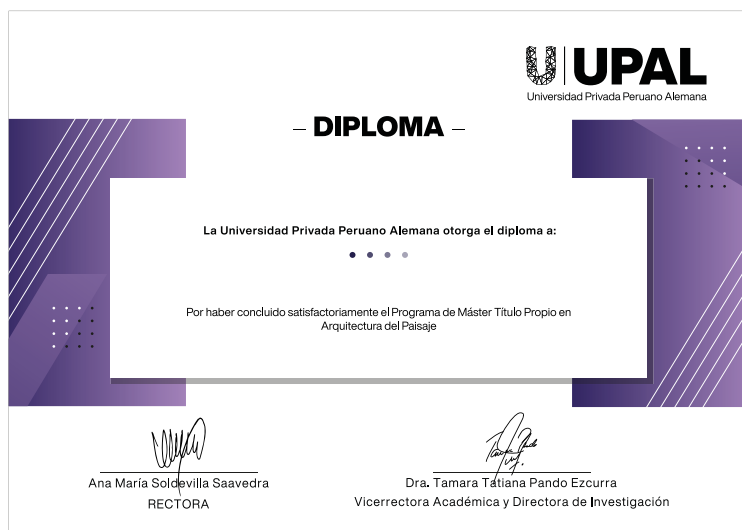 UPAL
Universidad Privada Peruano Alemana
– DIPLOMA –
La Universidad Privada Peruano Alemana otorga el diploma a:
Por haber concluido satisfactoriamente el Programa de Máster Título Propio en
Arquitectura del Paisaje
Ana María Soldevilla Saavedra
RECTORA
Dra. Tamara Tatiana Pando Ezcurra
Vicerrectora Académica y Directora de Investigación